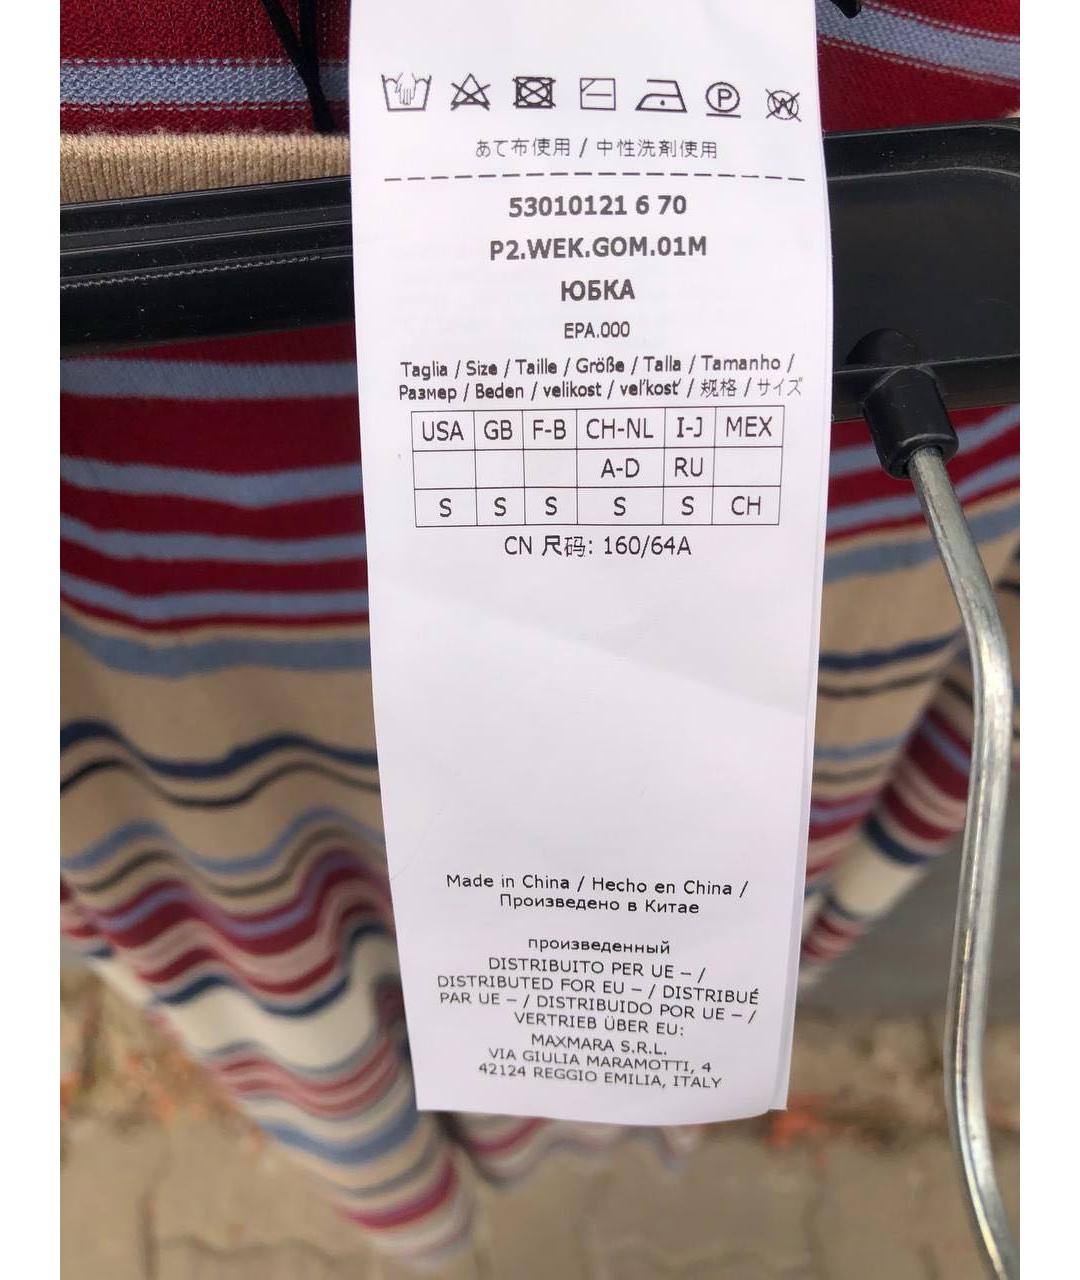 P W
あて布使用 / 中性洗剤使用
53010121 6 70
P2.WEK.GOM.01M
ЮБКА
EPA.000
Taglia / Size / Taille / Größe / Talla / Tamanho /
Размер / Beden / velikost / veľkosť / 规格 / サイズ
USA GB F-B CH-NL I-J MEX
A-D RU
S S S S S CH
CN 尺码: 160/64A
Made in China / Hecho en China /
Произведено в Китае
произведенный
DISTRIBUITO PER UE – /
DISTRIBUTED FOR EU – / DISTRIBUÉ
PAR UE – / DISTRIBUIDO POR UE – /
VERTRIEB ÜBER EU:
MAXMARA S.R.L.
VIA GIULIA MARAMOTTI, 4
42124 REGGIO EMILIA, ITALY